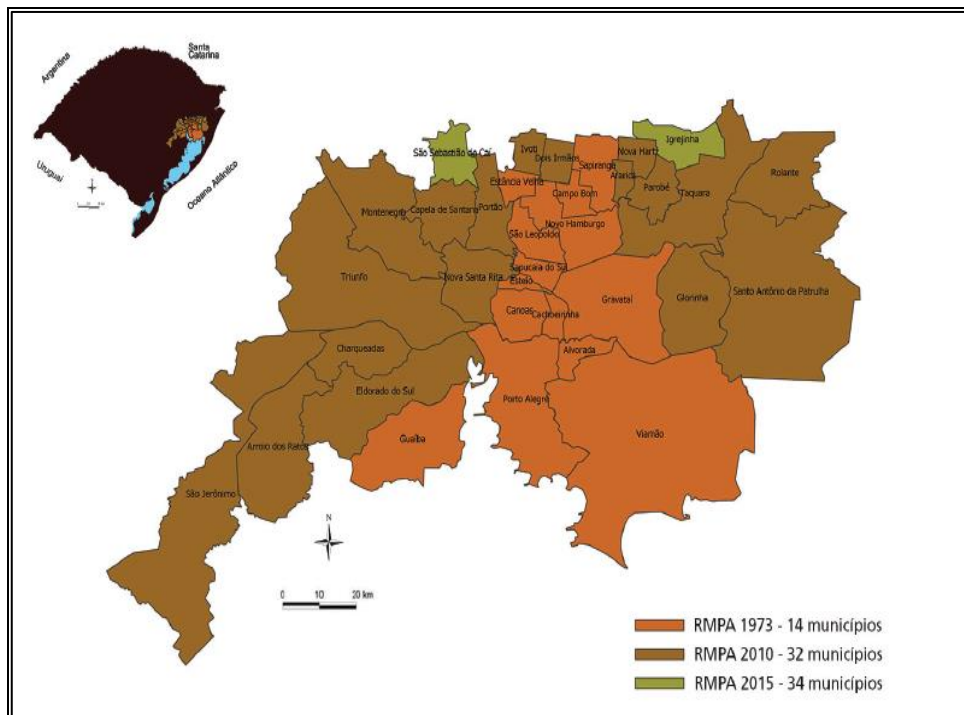 Santa
Catarina
Argentina
Uruguai
Oceano Atlântico
São Sebastião do Caí
Ivoti
Dois Irmãos
Sapiranga
Nova Hartz
Igrejinha
Araricá
Parobé
Taquara
Rolante
Estância Velha
Campo Bom
Montenegro
Capela de Santana
Portão
Novo Hamburgo
São Leopoldo
Triunfo
Nova Santa Rita
Sapucaia do Sul
Esteio
Gravataí
Glorinha
Santo Antônio da Patrulha
Canoas
Cachoeirinha
Charqueadas
Alvorada
Eldorado do Sul
Porto Alegre
Guaíba
Viamão
Arroio dos Ratos
São Jerônimo
N
0 10 20 km
RMPA 1973 - 14 municípios
RMPA 2010 - 32 municípios
RMPA 2015 - 34 municípios